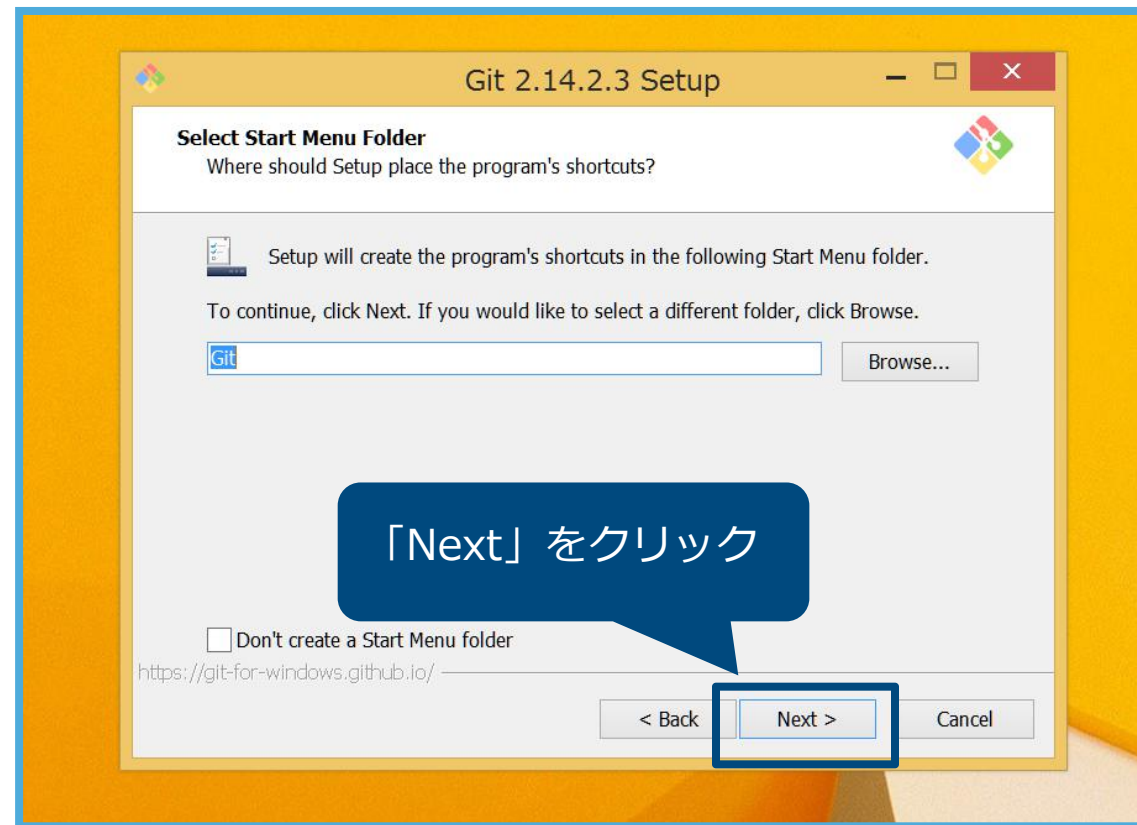 Git 2.14.2.3 Setup
Select Start Menu Folder
Where should Setup place the program's shortcuts?
Setup will create the program's shortcuts in the following Start Menu folder.
To continue, click Next. If you would like to select a different folder, click Browse.
Git
Browse...
「Next」をクリック
Don't create a Start Menu folder
https://git-for-windows.github.io/
< Back
Next >
Cancel